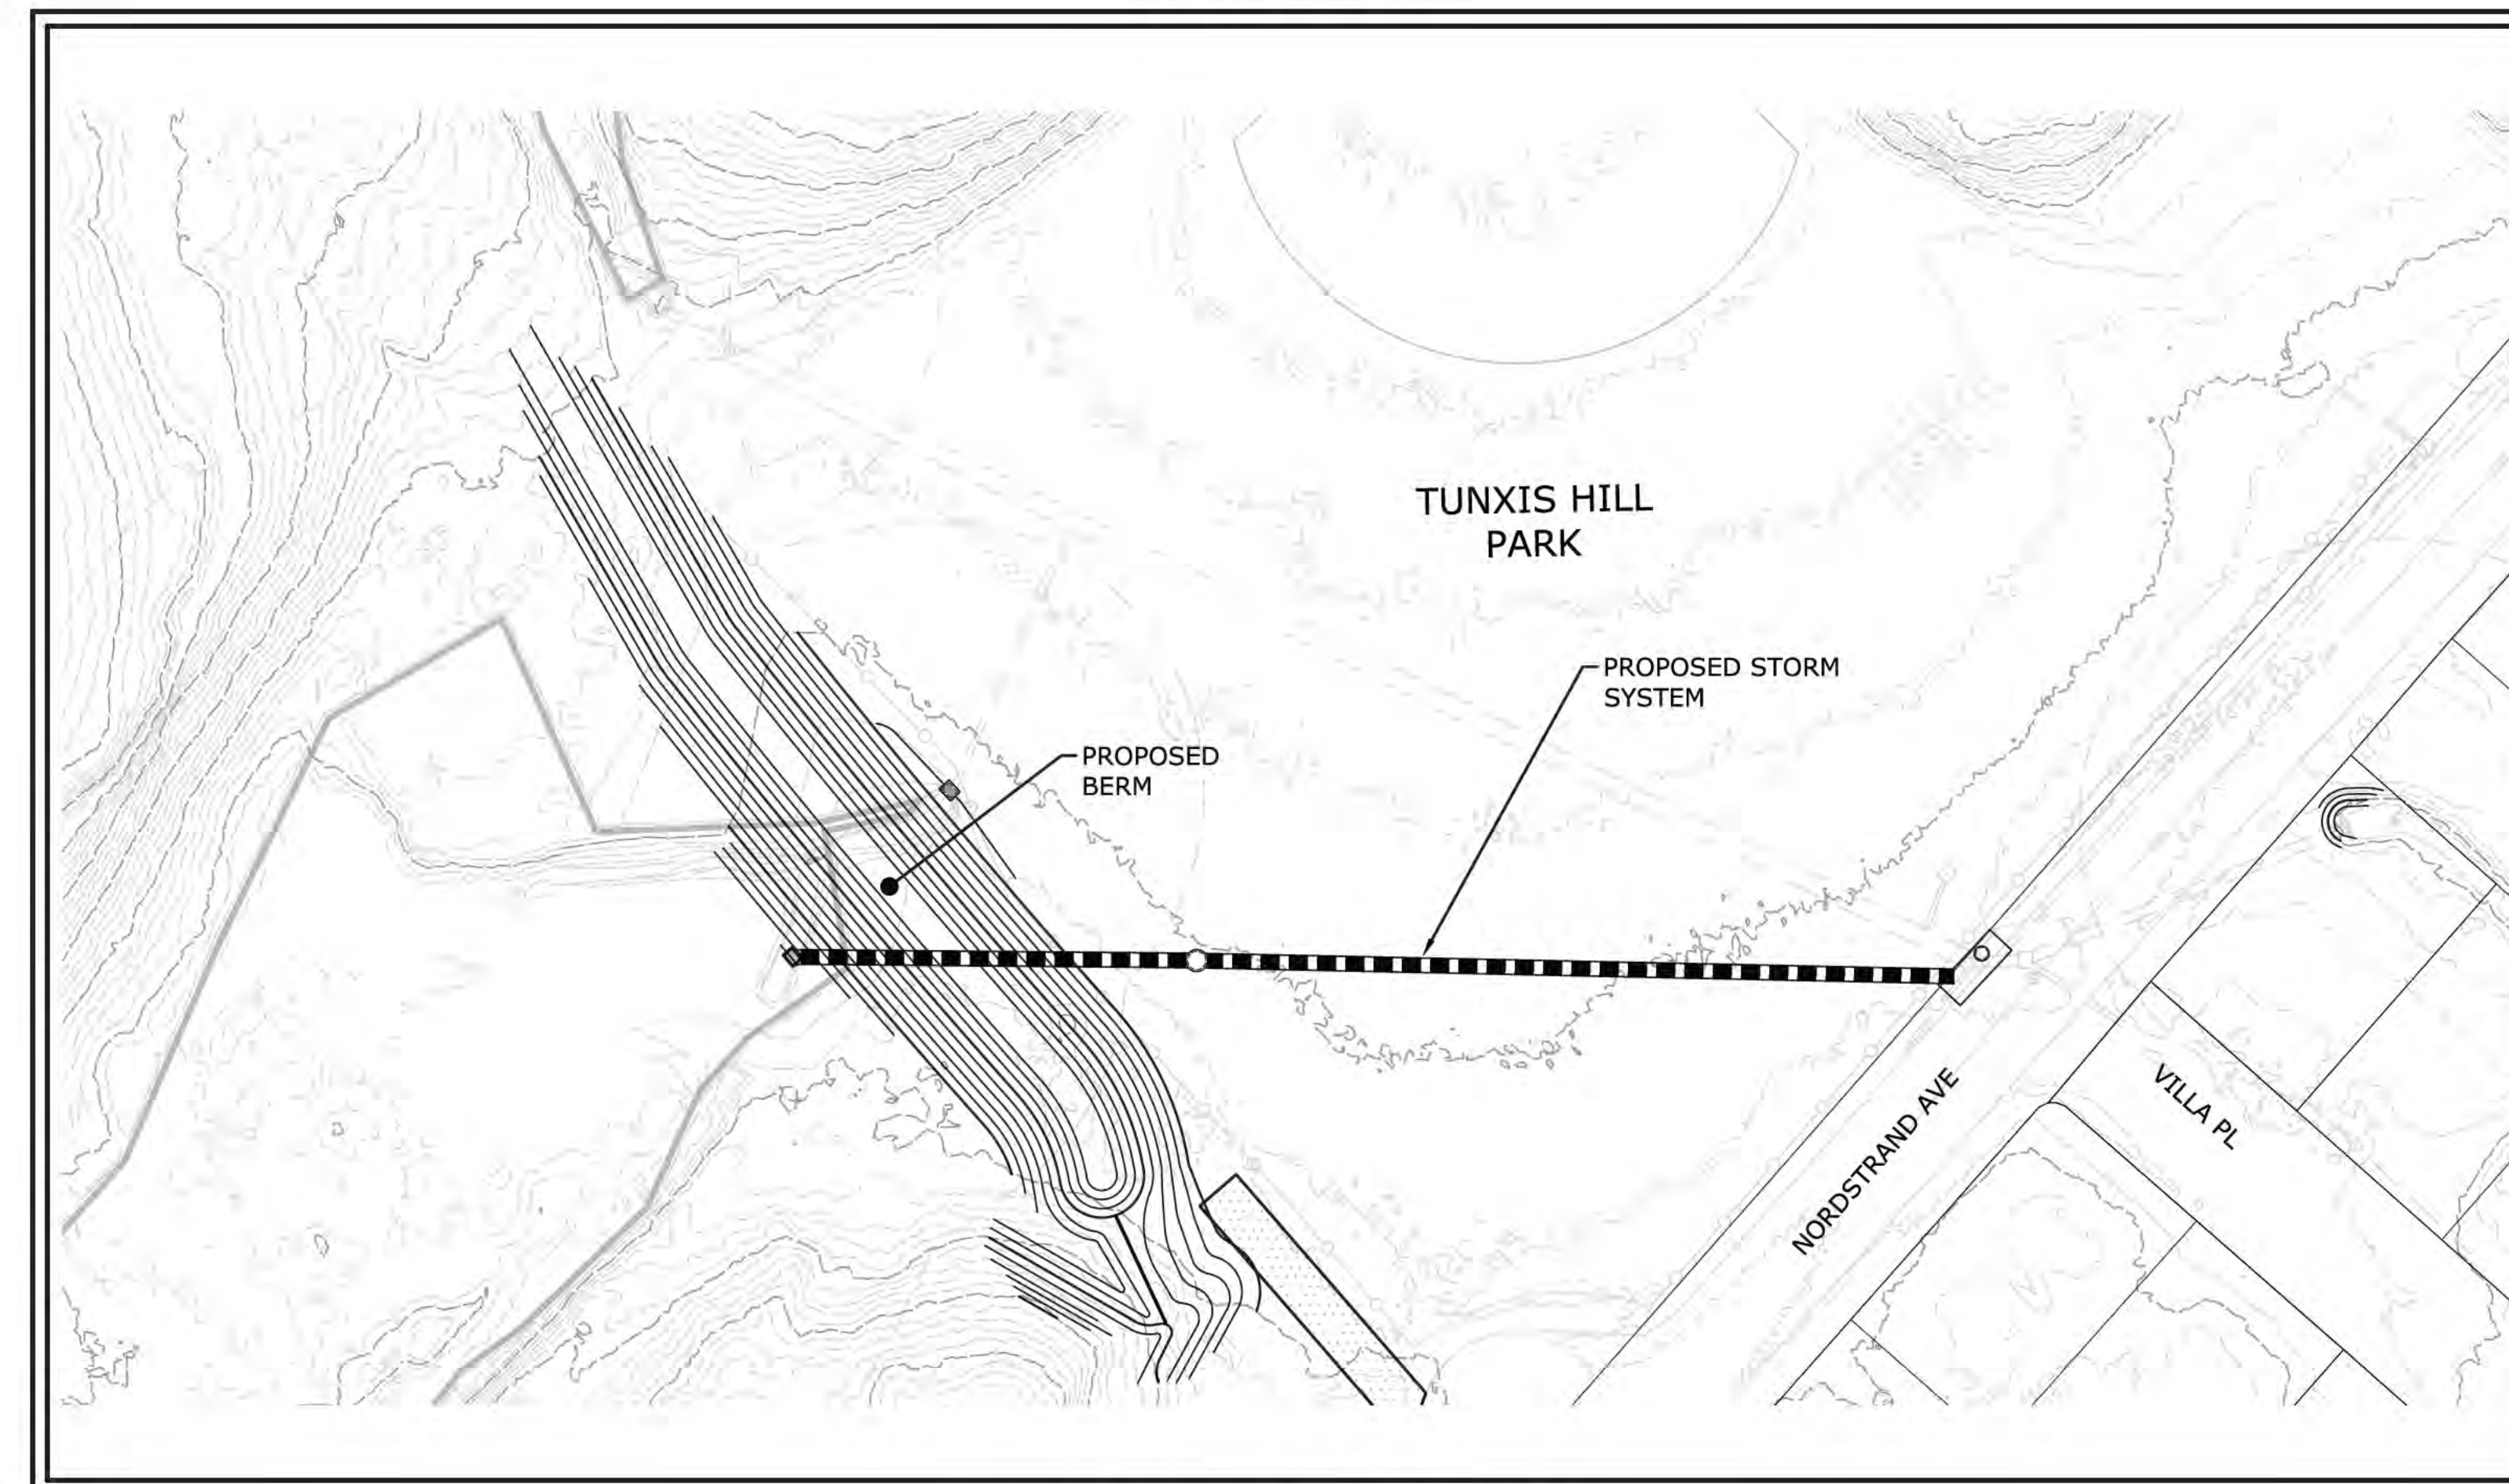 TUNXIS HILL
PARK
PROPOSED STORM
SYSTEM
PROPOSED
BERM
NORDSTRAND AVE
VILLA PL